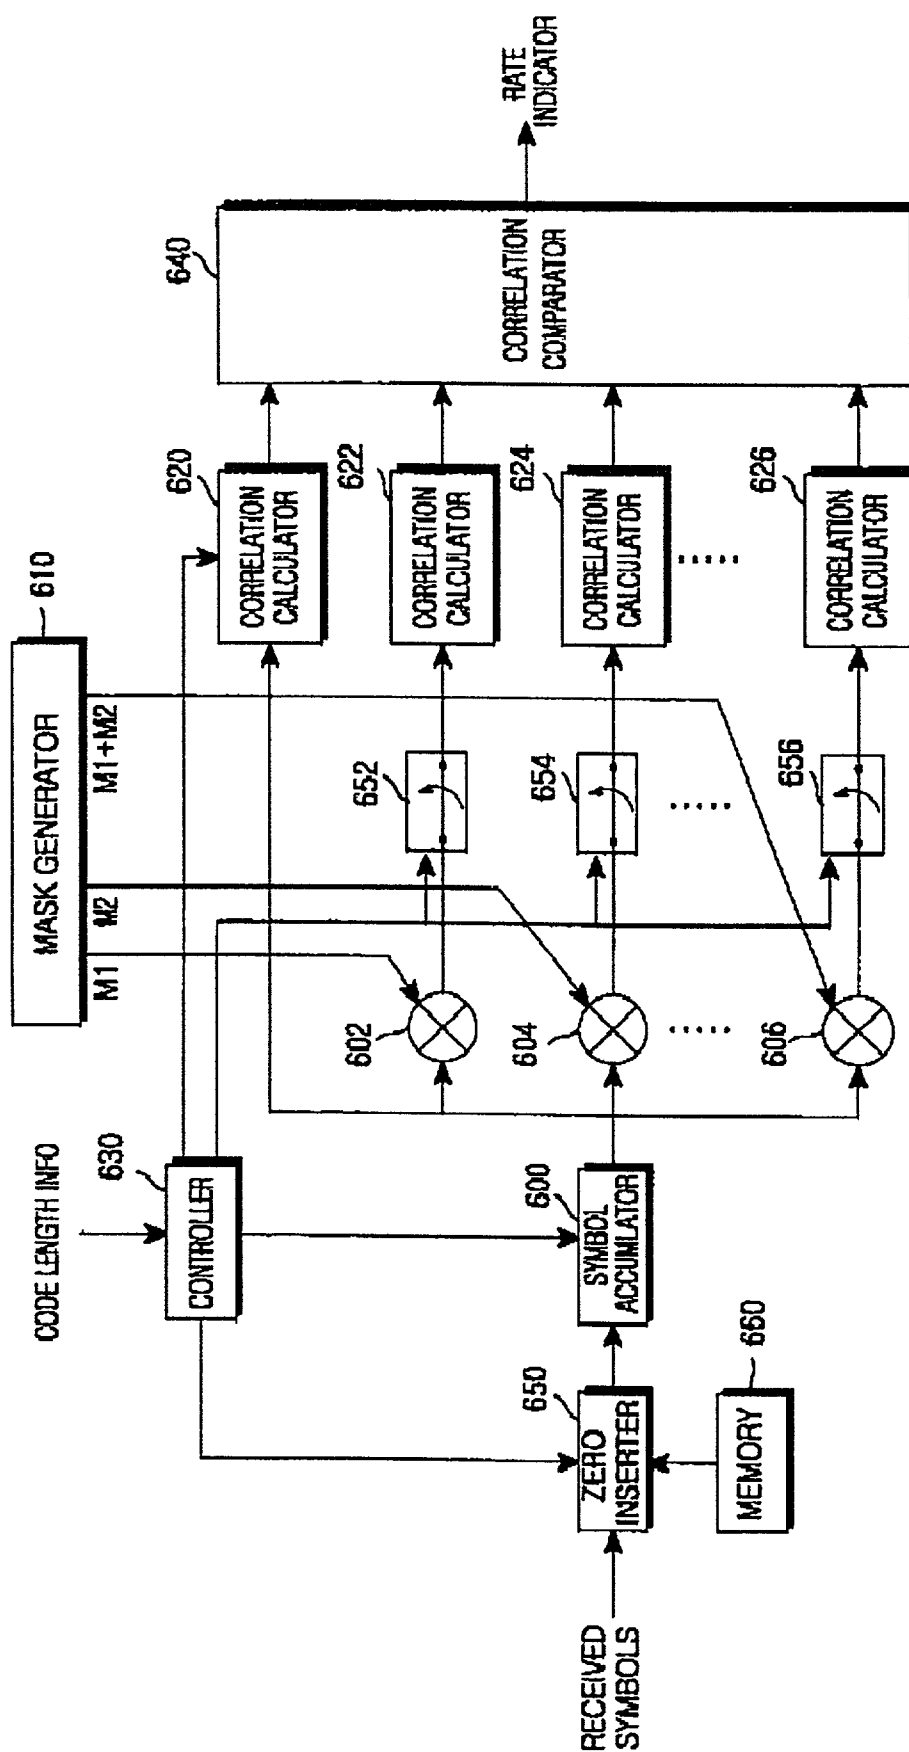 610
MASK GENERATOR
M1
M2
M1+M2
CODE LENGTH INFO
630
CONTROLLER
620
CORRELATION
CALCULATOR
640
CORRELATION
COMPARATOR
RATE
INDICATOR
602
652
622
CORRELATION
CALCULATOR
RECEIVED
SYMBOLS
650
ZERO
INSERTER
600
SYMBOL
ACCUMLATOR
604
654
624
CORRELATION
CALCULATOR
660
MEMORY
606
656
626
CORRELATION
CALCULATOR